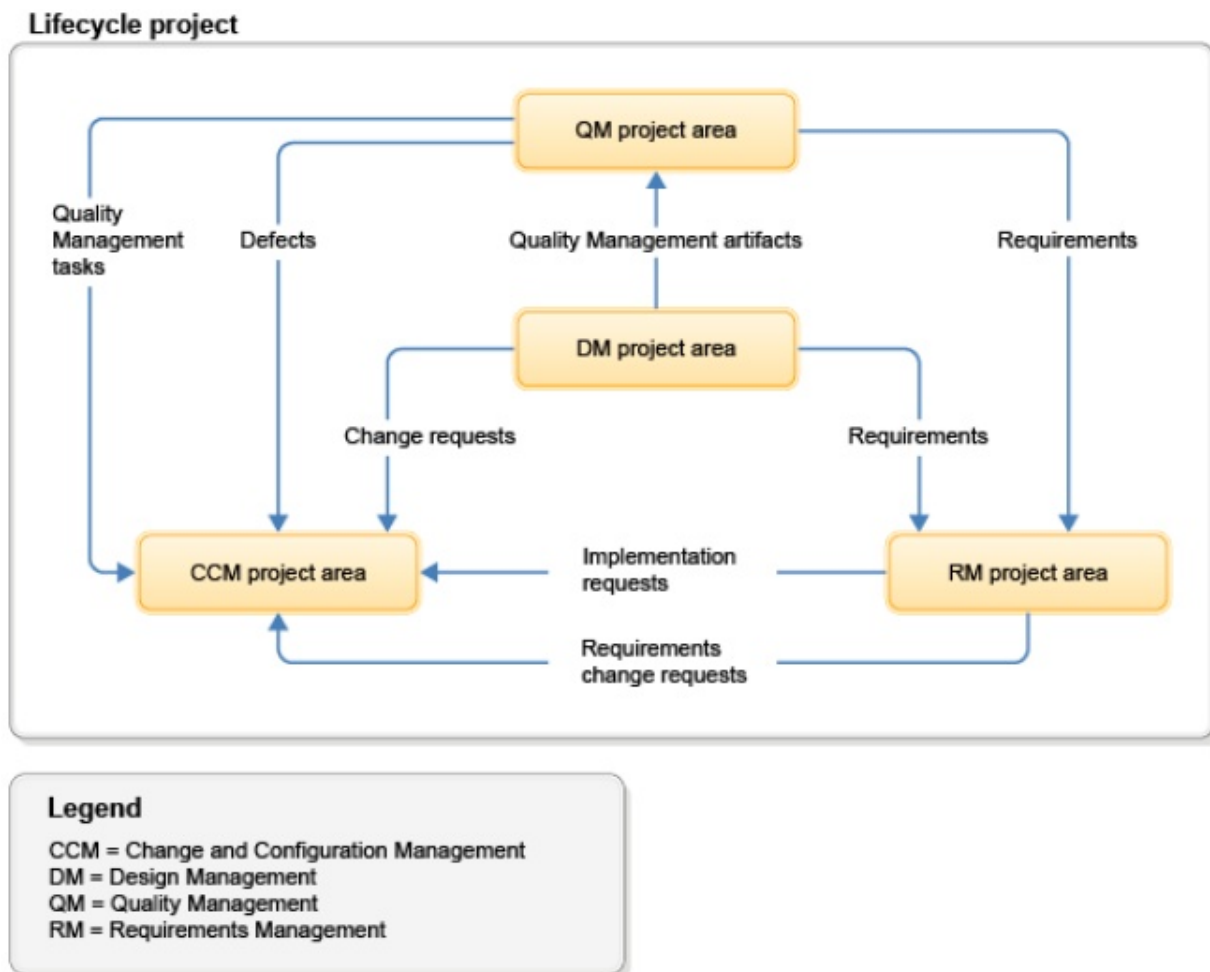 Lifecycle project
QM project area
Quality
Management
tasks
Defects
Quality Management artifacts
Requirements
DM project area
Change requests
Requirements
CCM project area
Implementation
requests
RM project area
Requirements
change requests
Legend
CCM = Change and Configuration Management
DM = Design Management
QM = Quality Management
RM = Requirements Management